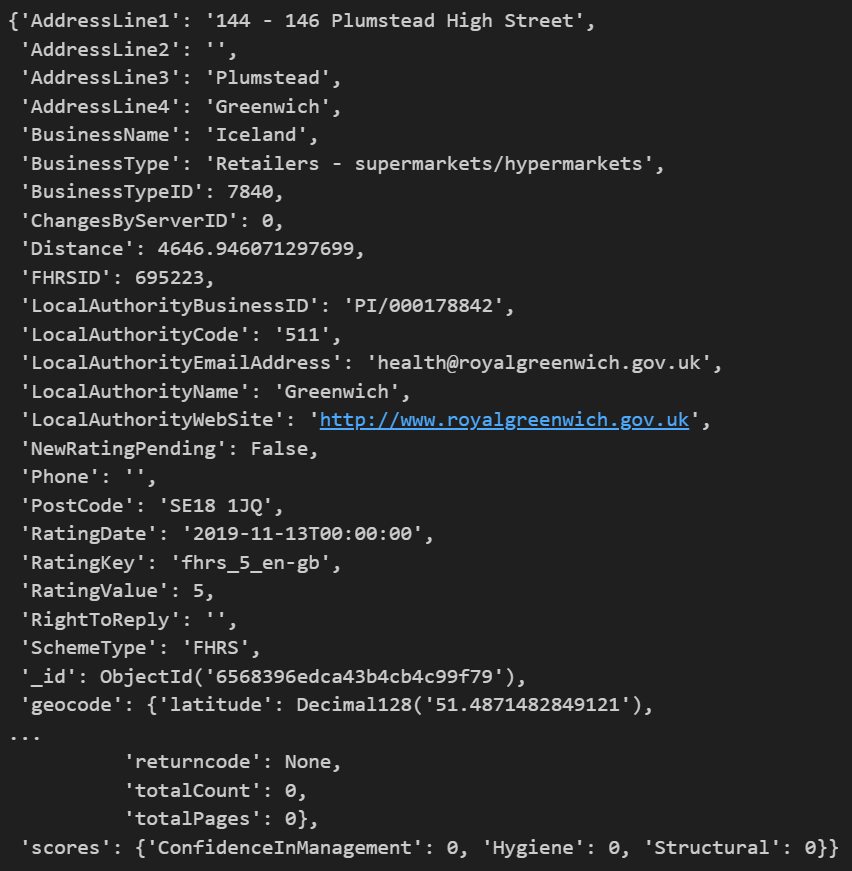 {'AddressLine1': '144 - 146 Plumstead High Street',
 'AddressLine2': '',
 'AddressLine3': 'Plumstead',
 'AddressLine4': 'Greenwich',
 'BusinessName': 'Iceland',
 'BusinessType': 'Retailers - supermarkets/hypermarkets',
 'BusinessTypeID': 7840,
 'ChangesByServerID': 0,
 'Distance': 4646.946071297699,
 'FHRSID': 695223,
 'LocalAuthorityBusinessID': 'PI/000178842',
 'LocalAuthorityCode': '511',
 'LocalAuthorityEmailAddress': 'health@royalgreenwich.gov.uk',
 'LocalAuthorityName': 'Greenwich',
 'LocalAuthorityWebSite': 'http://www.royalgreenwich.gov.uk',
 'NewRatingPending': False,
 'Phone': '',
 'PostCode': 'SE18 1JQ',
 'RatingDate': '2019-11-13T00:00:00',
 'RatingKey': 'fhrs_5_en-gb',
 'RatingValue': 5,
 'RightToReply': '',
 'SchemeType': 'FHRS',
 '_id': ObjectId('6568396edca43b4cb4c99f79'),
 'geocode': {'latitude': Decimal128('51.4871482849121'),
...
          'returncode': None,
          'totalCount': 0,
          'totalPages': 0},
 'scores': {'ConfidenceInManagement': 0, 'Hygiene': 0, 'Structural': 0}}